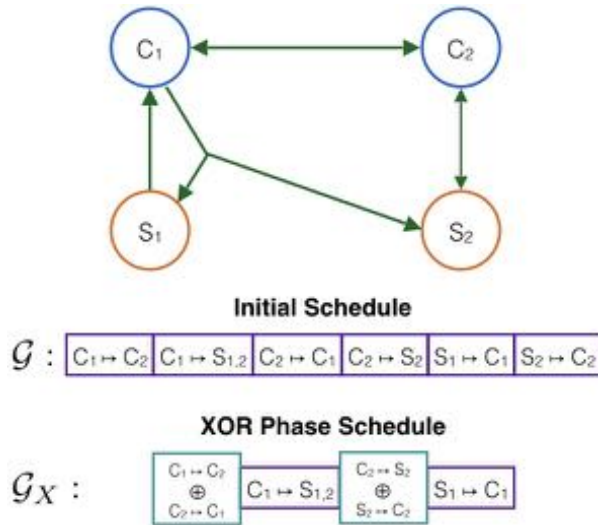 C₁ C₂
S₁ S₂
Initial Schedule
𝒢 : C₁ ↦ C₂ C₁ ↦ S₁,₂ C₂ ↦ C₁ C₂ ↦ S₂ S₁ ↦ C₁ S₂ ↦ C₂
XOR Phase Schedule
𝒢_X : C₁ ↦ C₂ ⊕ C₂ ↦ C₁ C₁ ↦ S₁,₂ C₂ ↦ S₂ ⊕ S₂ ↦ C₂ S₁ ↦ C₁